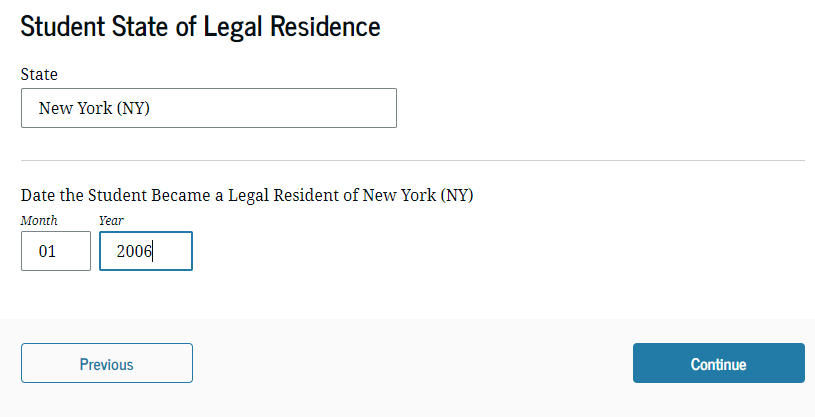 Student State of Legal Residence
State
New York (NY)
Date the Student Became a Legal Resident of New York (NY)
Month Year
01 2006
Previous Continue